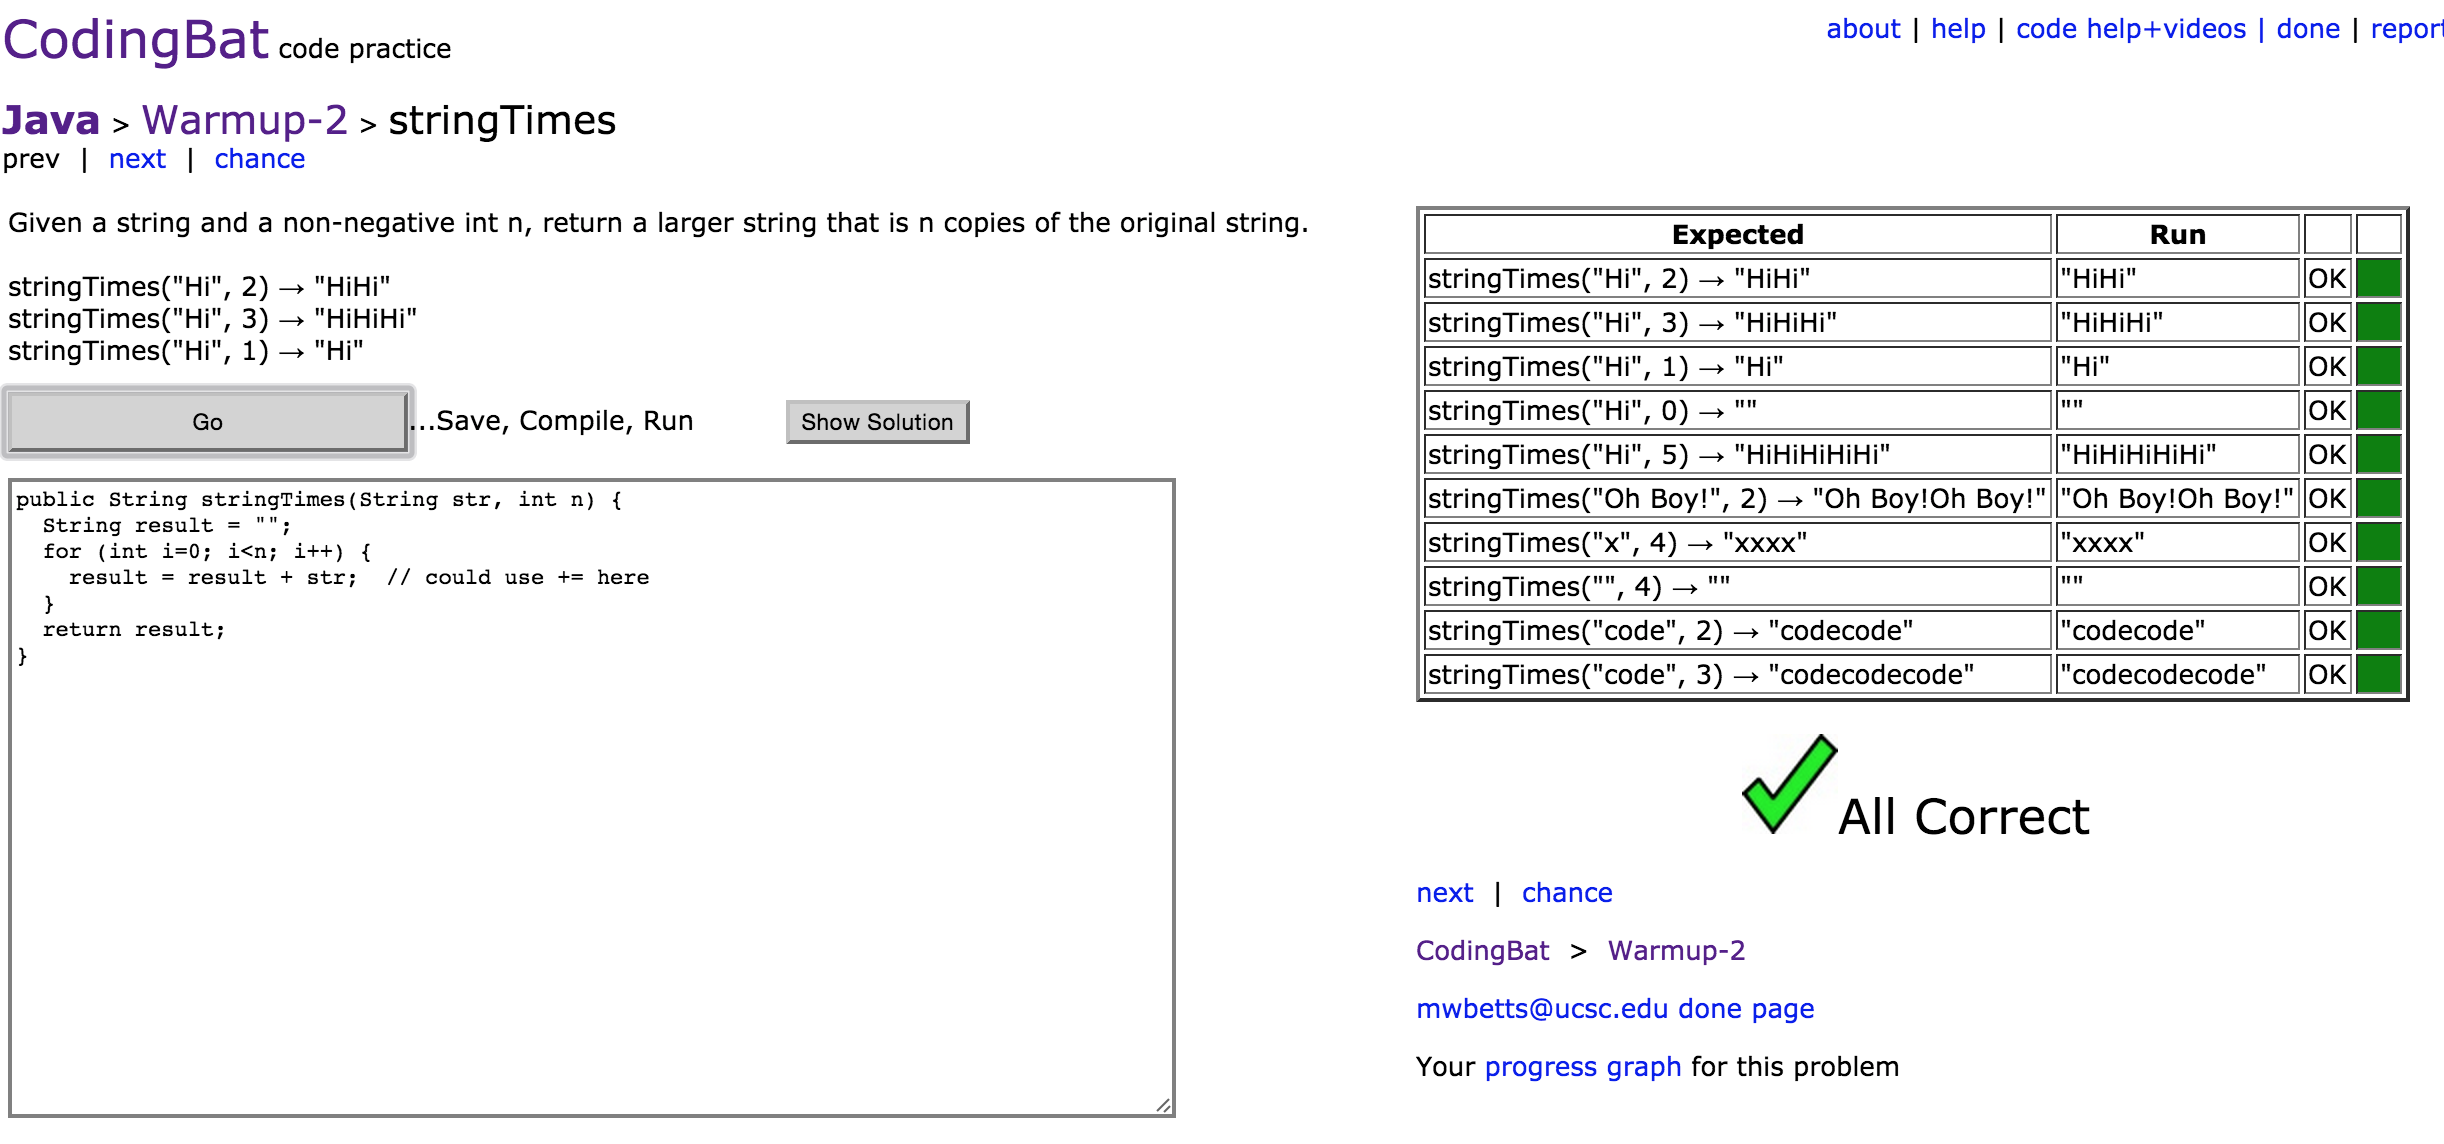 CodingBat code practice
about | help | code help+videos | done | report
Java > Warmup-2 > stringTimes
prev | next | chance
Given a string and a non-negative int n, return a larger string that is n copies of the original string.
stringTimes("Hi", 2) → "HiHi"
stringTimes("Hi", 3) → "HiHiHi"
stringTimes("Hi", 1) → "Hi"
Go ...Save, Compile, Run Show Solution
public String stringTimes(String str, int n) {
  String result = "";
  for (int i=0; i<n; i++) {
    result = result + str;  // could use += here
  }
  return result;
}
Expected Run
stringTimes("Hi", 2) → "HiHi" "HiHi" OK
stringTimes("Hi", 3) → "HiHiHi" "HiHiHi" OK
stringTimes("Hi", 1) → "Hi" "Hi" OK
stringTimes("Hi", 0) → "" "" OK
stringTimes("Hi", 5) → "HiHiHiHiHi" "HiHiHiHiHi" OK
stringTimes("Oh Boy!", 2) → "Oh Boy!Oh Boy!" "Oh Boy!Oh Boy!" OK
stringTimes("x", 4) → "xxxx" "xxxx" OK
stringTimes("", 4) → "" "" OK
stringTimes("code", 2) → "codecode" "codecode" OK
stringTimes("code", 3) → "codecodecode" "codecodecode" OK
All Correct
next | chance
CodingBat > Warmup-2
mwbetts@ucsc.edu done page
Your progress graph for this problem